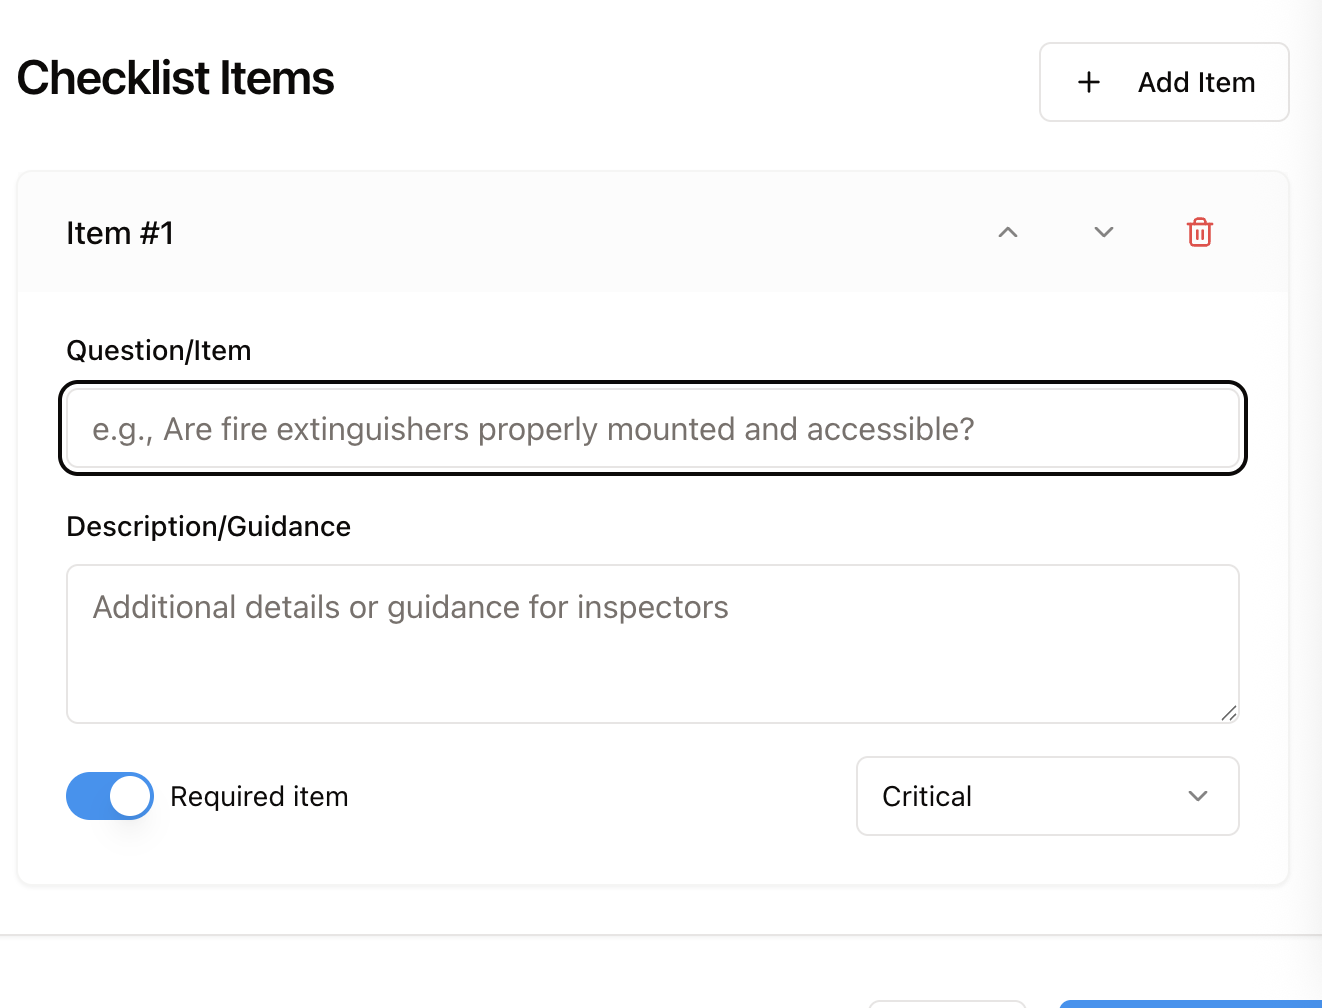 Checklist Items
Add Item
Item #1
Question/Item
e.g., Are fire extinguishers properly mounted and accessible?
Description/Guidance
Additional details or guidance for inspectors
Required item
Critical